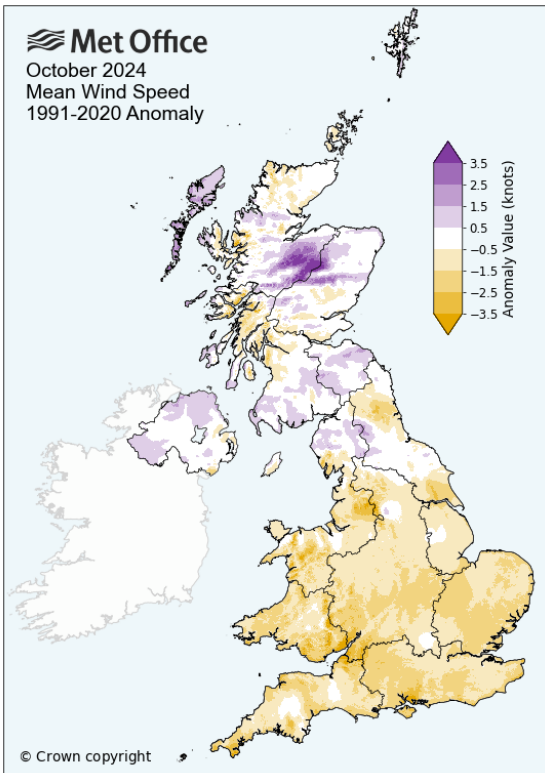 Met Office
October 2024
Mean Wind Speed
1991-2020 Anomaly
3.5
2.5
1.5
0.5
−0.5
−1.5
−2.5
−3.5
Anomaly Value (knots)
© Crown copyright